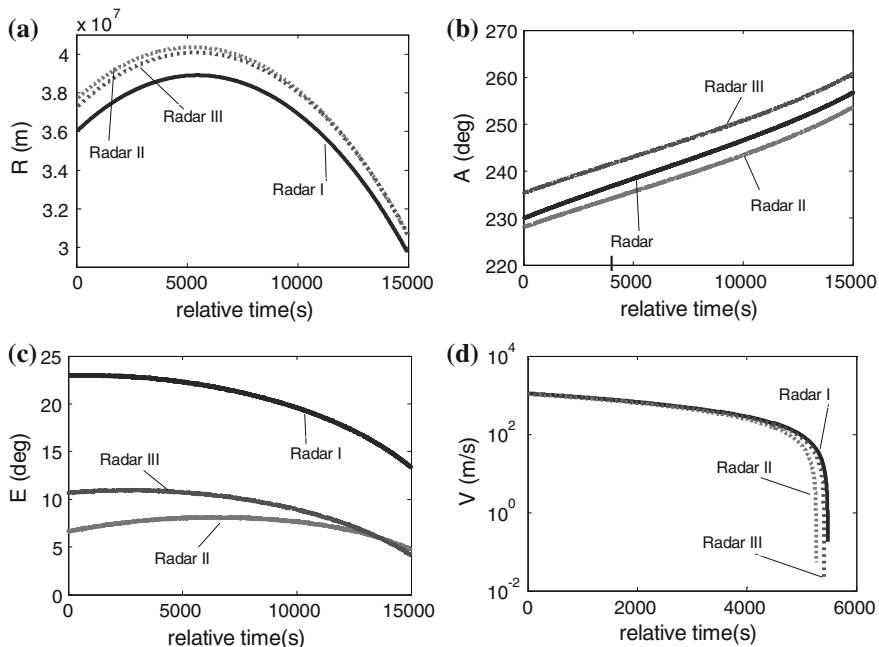 (a)
x 10^7
4
3.8
3.6
3.4
3.2
3
R (m)
Radar II
Radar III
Radar I
0
5000
10000
15000
relative time(s)
(b)
270
260
250
240
230
220
A (deg)
Radar III
Radar II
Radar
0
5000
10000
15000
relative time(s)
(c)
25
20
15
10
5
0
E (deg)
Radar I
Radar III
Radar II
0
5000
10000
15000
relative time(s)
(d)
10^4
10^2
10^0
10^-2
V (m/s)
Radar I
Radar II
Radar III
0
2000
4000
6000
relative time(s)